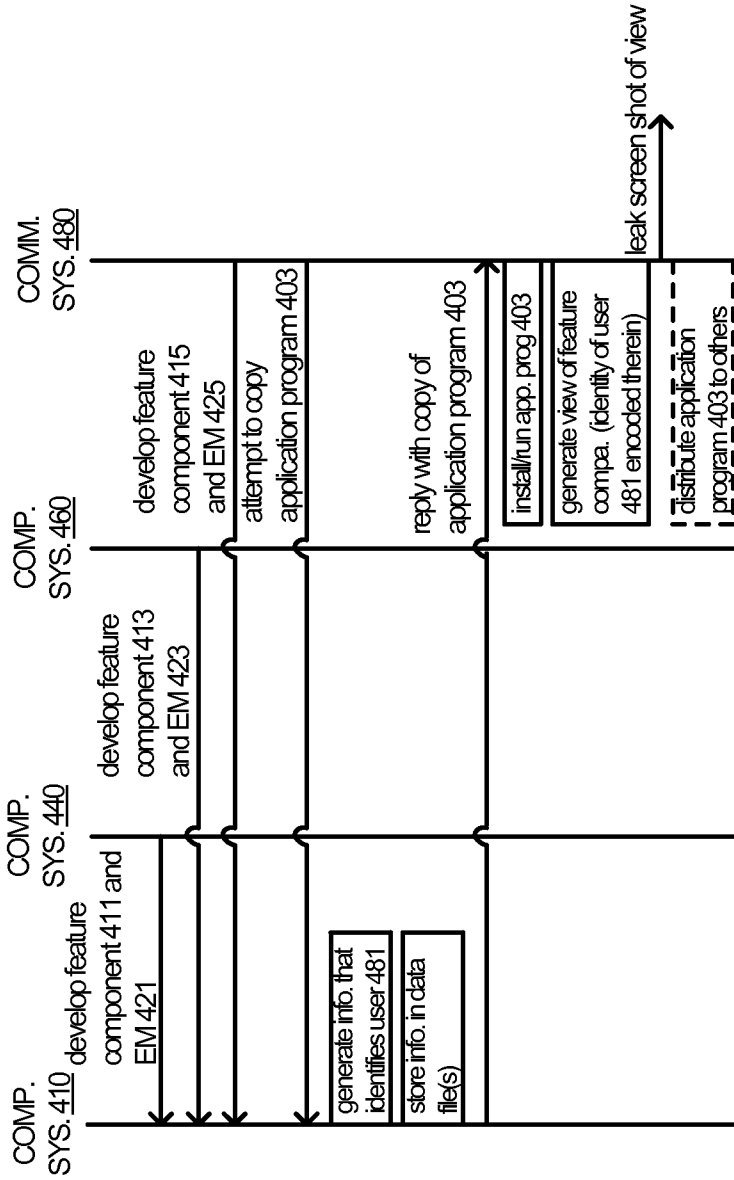 COMP.
SYS. 410
COMP.
SYS. 440
COMP.
SYS. 460
COMM.
SYS. 480
develop feature
component 411 and
EM 421
develop feature
component 413
and EM 423
develop feature
component 415
and EM 425
attempt to copy
application program 403
generate info. that
identifies user 481
store info. in data
file(s)
reply with copy of
application program 403
install/run app. prog 403
generate view of feature
compa. (identity of user
481 encoded therein)
leak screen shot of view
distribute application
program 403 to others